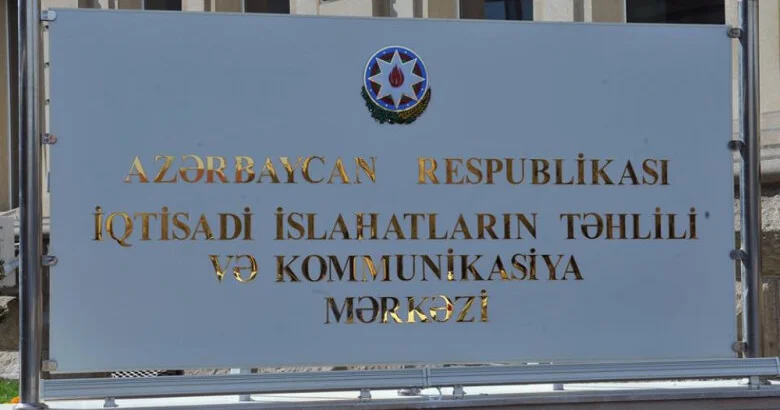 AZƏRBAYCAN RESPUBLİKASI
İQTİSADİ İSLAHATLARIN TƏHLİLİ
VƏ KOMMUNİKASİYA
MƏRKƏZİ